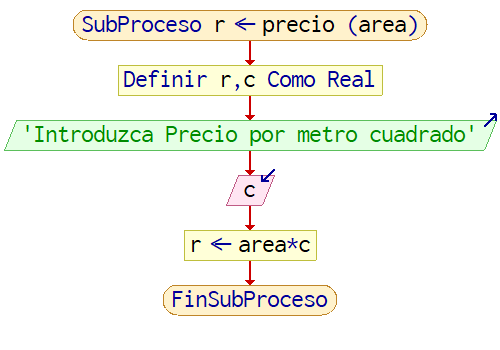 SubProceso r ← precio (area)
Definir r,c Como Real
'Introduzca Precio por metro cuadrado'
c
r ← area*c
FinSubProceso